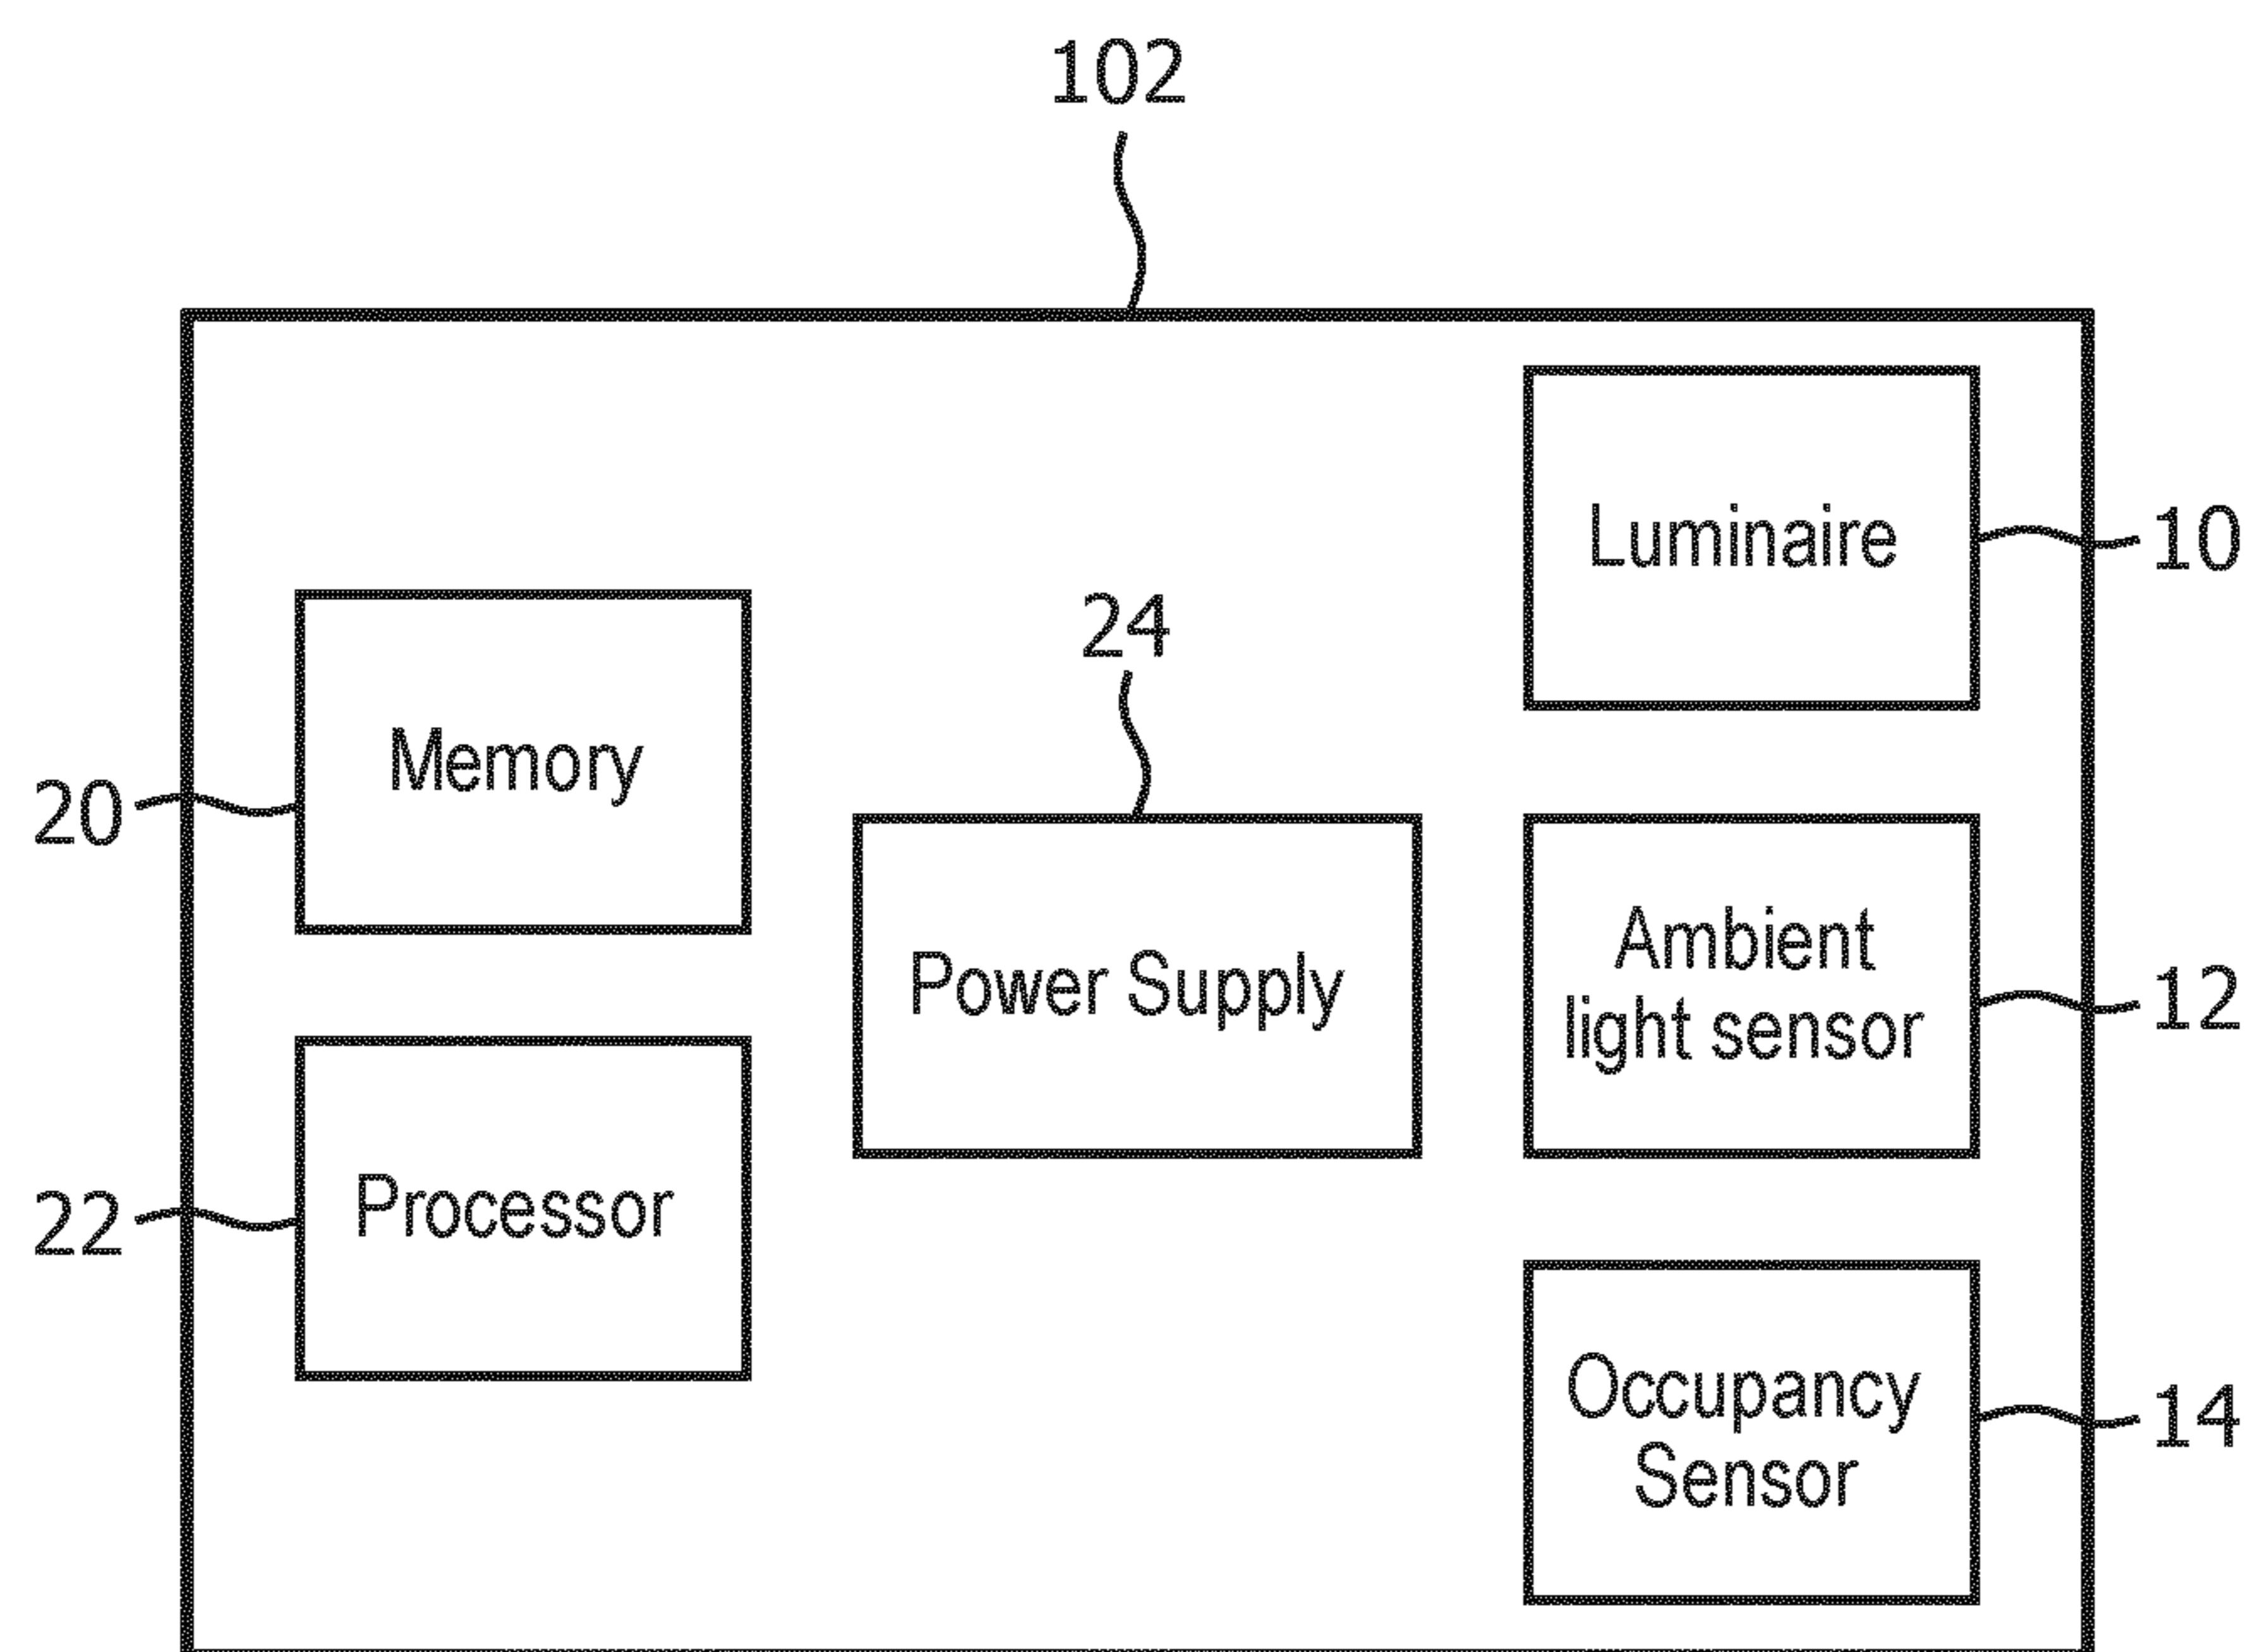 102
Luminaire
10
24
Memory
20
Power Supply
Ambient
light sensor
12
Processor
22
Occupancy
Sensor
14